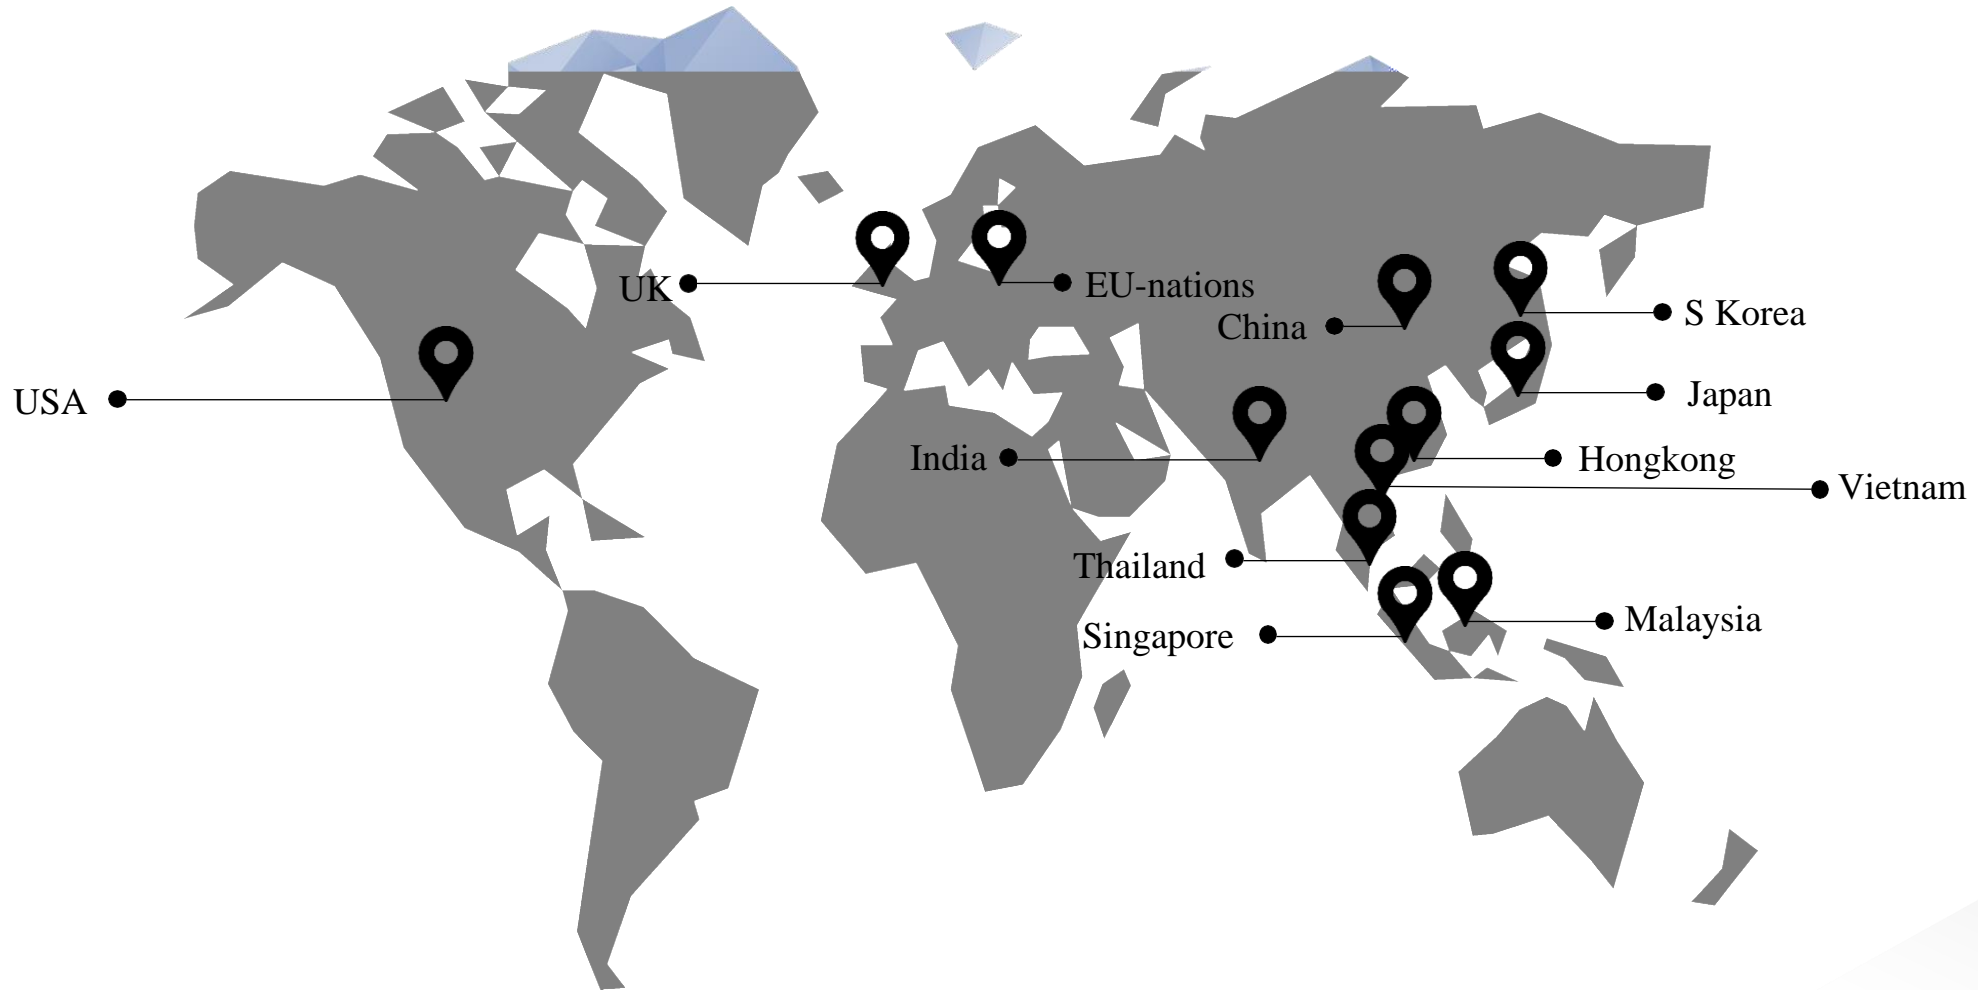 UK
EU-nations
China
S Korea
USA
Japan
India
Hongkong
Vietnam
Thailand
Singapore
Malaysia